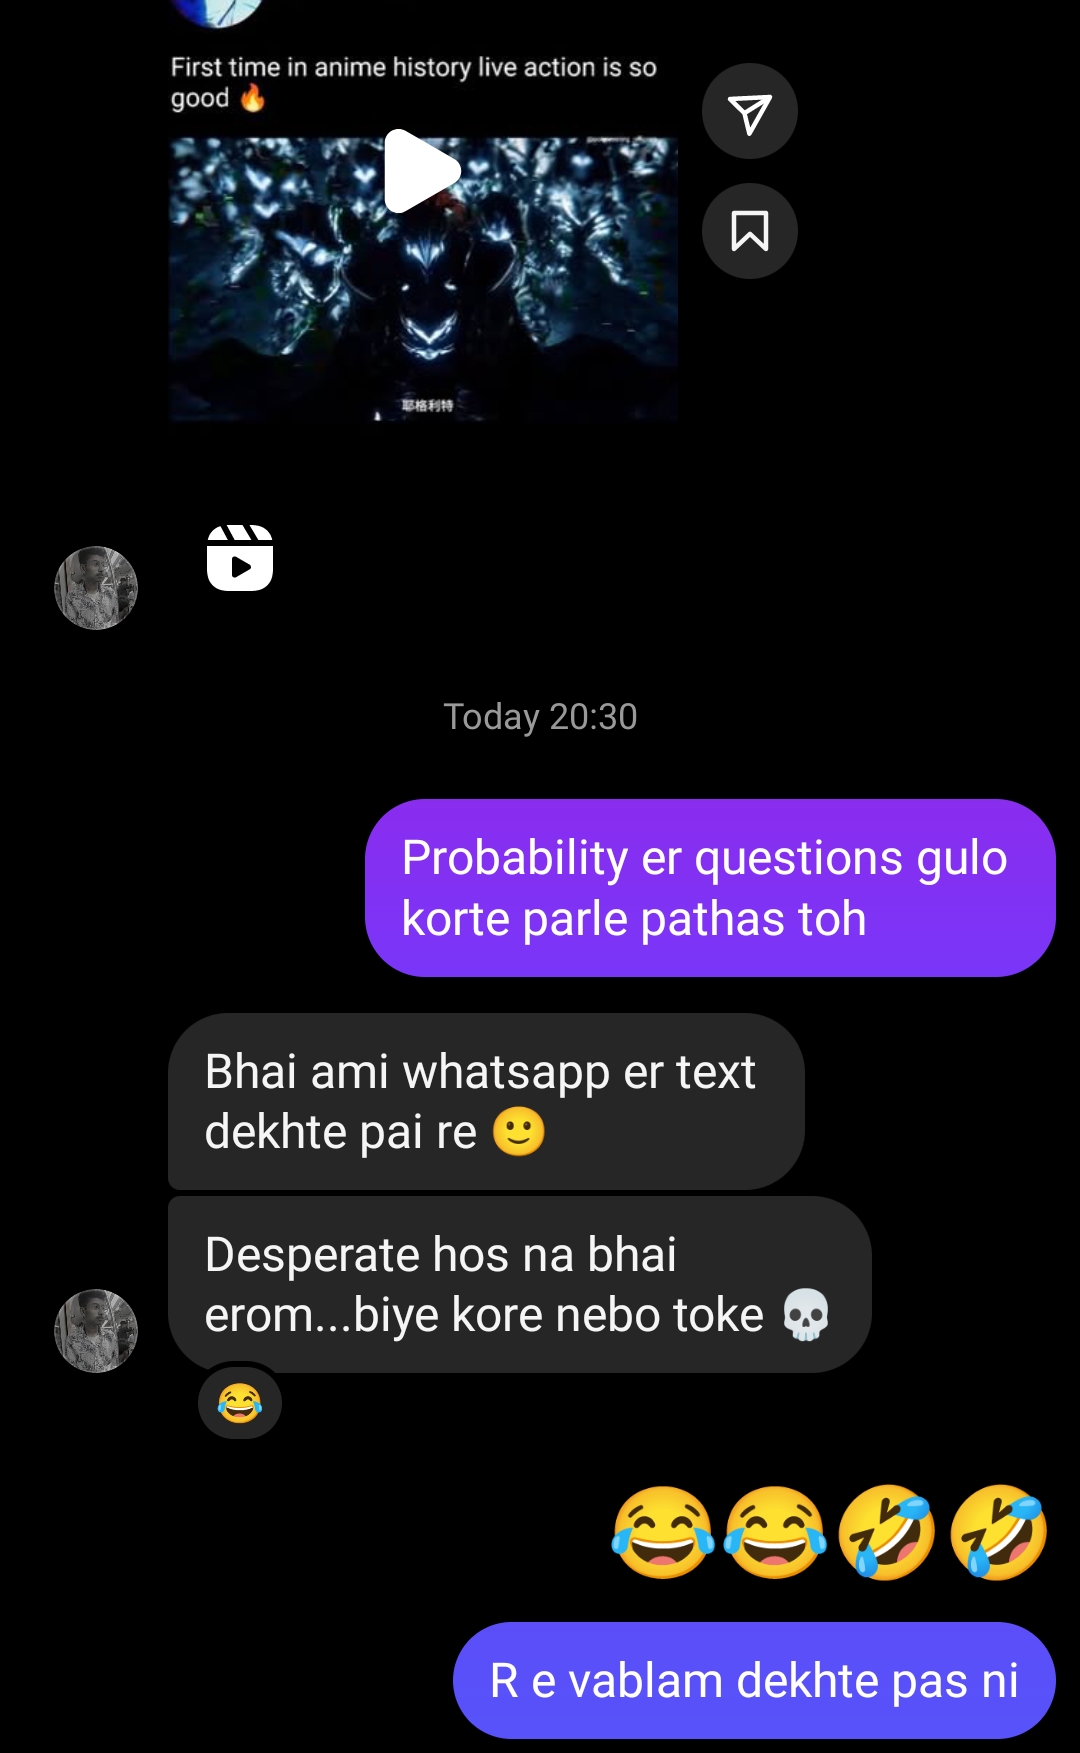 First time in anime history live action is so
good 🔥
耶格利特
Today 20:30
Probability er questions gulo
korte parle pathas toh
Bhai ami whatsapp er text
dekhte pai re 🙂
Desperate hos na bhai
erom...biye kore nebo toke 💀
😂
😂😂🤣🤣
R e vablam dekhte pas ni